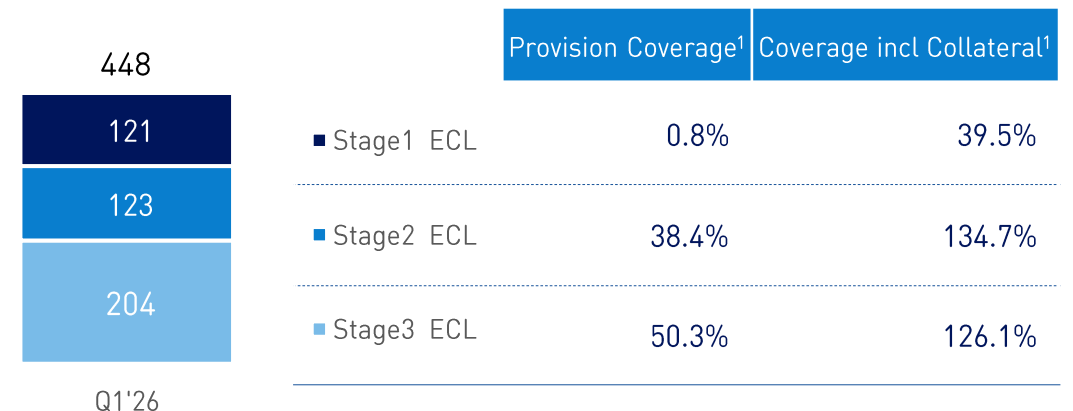 448
121
123
204
Q1'26
Provision Coverage¹ Coverage incl Collateral¹
Stage1 ECL 0.8% 39.5%
Stage2 ECL 38.4% 134.7%
Stage3 ECL 50.3% 126.1%